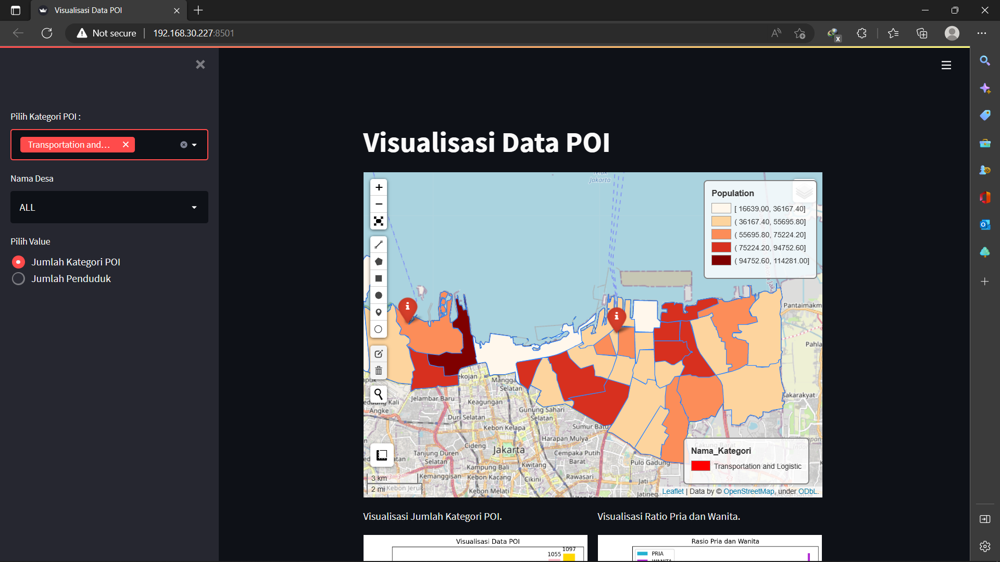 Visualisasi Data POI
Not secure
192.168.30.227:8501
Pilih Kategori POI :
Transportation and...
Nama Desa
ALL
Pilih Value
Jumlah Kategori POI
Jumlah Penduduk
Visualisasi Data POI
Jakarta
Population
[ 16639.00, 36167.40]
( 36167.40, 55695.80]
( 55695.80, 75224.20]
( 75224.20, 94752.60]
( 94752.60, 114281.00]
Pantaimakm
Pahla
ekojan
Mangga
Selatan
Jelambar Baru
Keagungan
Kali
Angke
Gunung Sahari
Selatan
Duri Selatan
Sumur Batu
Kebon Kelapa
Harapan Mulya
Cideng
Jakarta
Tanjung Duren
Selatan
Cempaka Putih
Barat
Kwitang
Pulo Gadung
Kampung Bali
Kemanggisan
Kebon Kacang
Cikini
Rawasari
Jati
Kebon Melati
Jatineg
sakarakyat
3 km
2 mi
Kebon Jeruk
Nama_Kategori
Transportation and Logistic
Leaflet | Data by © OpenStreetMap, under ODbL.
Visualisasi Jumlah Kategori POI.
Visualisasi Ratio Pria dan Wanita.
Visualisasi Data POI
1055
1097
Rasio Pria dan Wanita
PRIA
WANITA